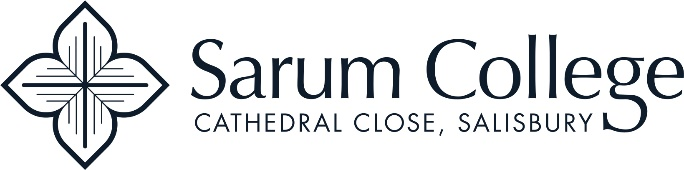 Sarum College
CATHEDRAL CLOSE, SALISBURY